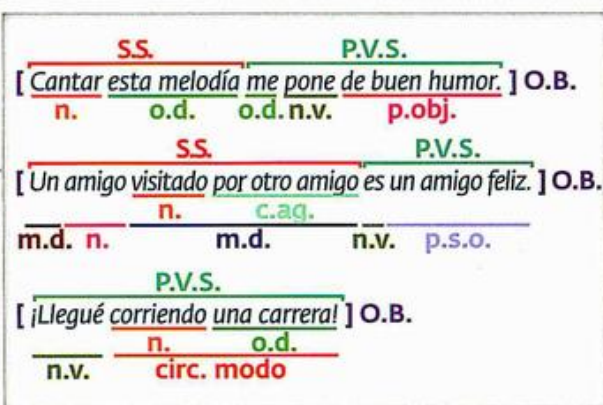 S.S. P.V.S.
[ Cantar esta melodía me pone de buen humor. ] O.B.
n. o.d. o.d. n.v. p.obj.
S.S. P.V.S.
[ Un amigo visitado por otro amigo es un amigo feliz. ] O.B.
n. c.ag.
m.d. n. m.d. n.v. p.s.o.
P.V.S.
[ ¡Llegué corriendo una carrera! ] O.B.
n. o.d.
n.v. circ. modo